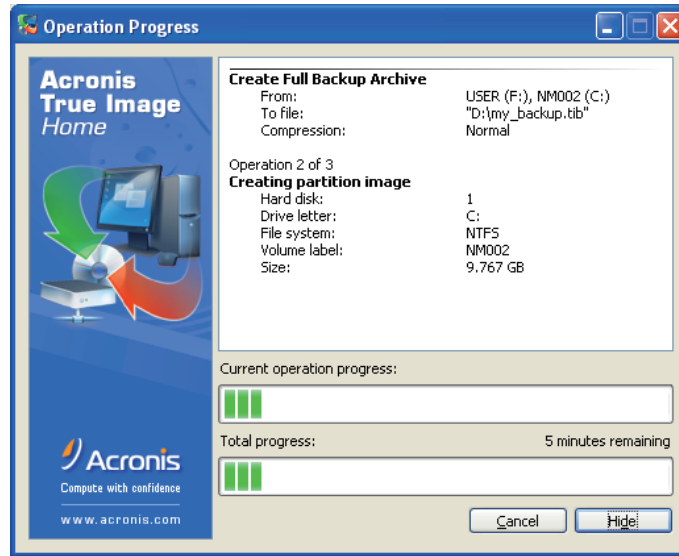 Operation Progress
Acronis
True Image
Home
Create Full Backup Archive
From: USER (F:), NM002 (C:)
To file: "D:\my_backup.tib"
Compression: Normal
Operation 2 of 3
Creating partition image
Hard disk: 1
Drive letter: C:
File system: NTFS
Volume label: NM002
Size: 9.767 GB
Current operation progress:
Total progress: 5 minutes remaining
Acronis
Compute with confidence
www.acronis.com
Cancel Hide